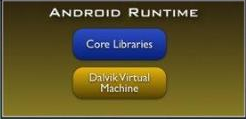 ANDROID RUNTIME
Core Libraries
Dalvik Virtual
Machine